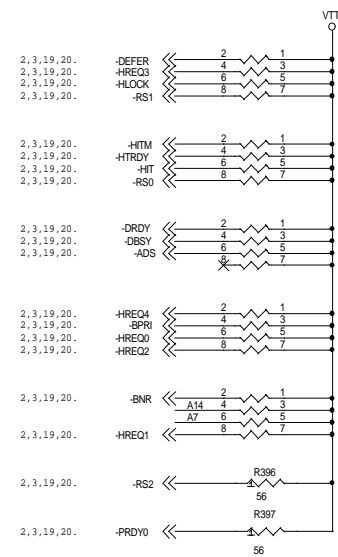 VTT
2,3,19,20. -DEFER 2 1
2,3,19,20. -HREQ3 4 3
2,3,19,20. -HLOCK 6 5
2,3,19,20. -RS1 8 7
2,3,19,20. -HITM 2 1
2,3,19,20. -HTRDY 4 3
2,3,19,20. -HIT 6 5
2,3,19,20. -RS0 8 7
2,3,19,20. -DRDY 2 1
2,3,19,20. -DBSY 4 3
2,3,19,20. -ADS 6 5
8 7
2,3,19,20. -HREQ4 2 1
2,3,19,20. -BPRI 4 3
2,3,19,20. -HREQ0 6 5
2,3,19,20. -HREQ2 8 7
2,3,19,20. -BNR 2 1
A14 4 3
A7 6 5
2,3,19,20. -HREQ1 8 7
R396
2,3,19,20. -RS2 1
56
R397
2,3,19,20. -PRDY0 1
56